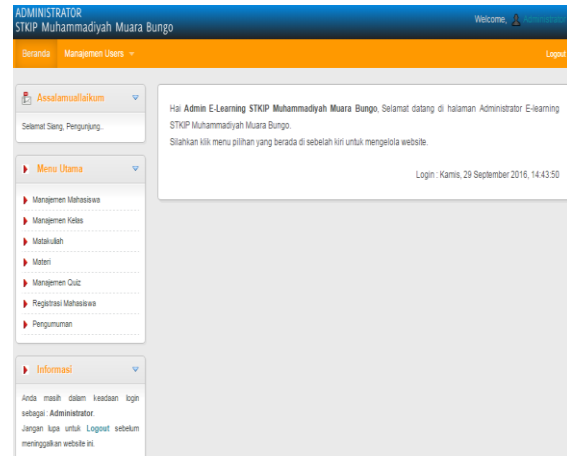 ADMINISTRATOR
STKIP Muhammadiyah Muara Bungo
Welcome, Administrator
Beranda Manajemen Users
Logout
Assalamuallaikum
Selamat Siang, Pengunjung..
Menu Utama
Manajemen Mahasiswa
Manajemen Kelas
Matakuliah
Materi
Manajemen Quiz
Registrasi Mahasiswa
Pengumuman
Informasi
Anda masih dalam keadaan login
sebagai : Administrator.
Jangan lupa untuk Logout sebelum
meninggalkan website ini.
Hai Admin E-Learning STKIP Muhammadiyah Muara Bungo, Selamat datang di halaman Administrator E-learning
STKIP Muhammadiyah Muara Bungo.
Silahkan klik menu pilihan yang berada di sebelah kiri untuk mengelola website.
Login : Kamis, 29 September 2016, 14:43:50